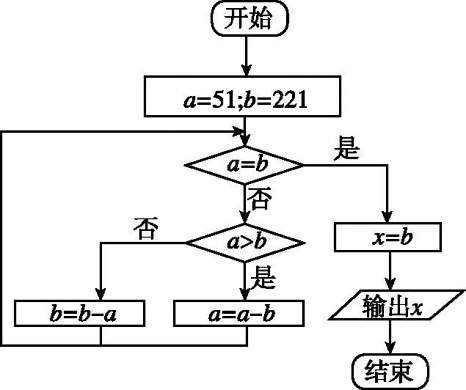 开始
a=51;b=221
a=b
是
否
a>b
否
是
x=b
b=b-a
a=a-b
输出x
结束